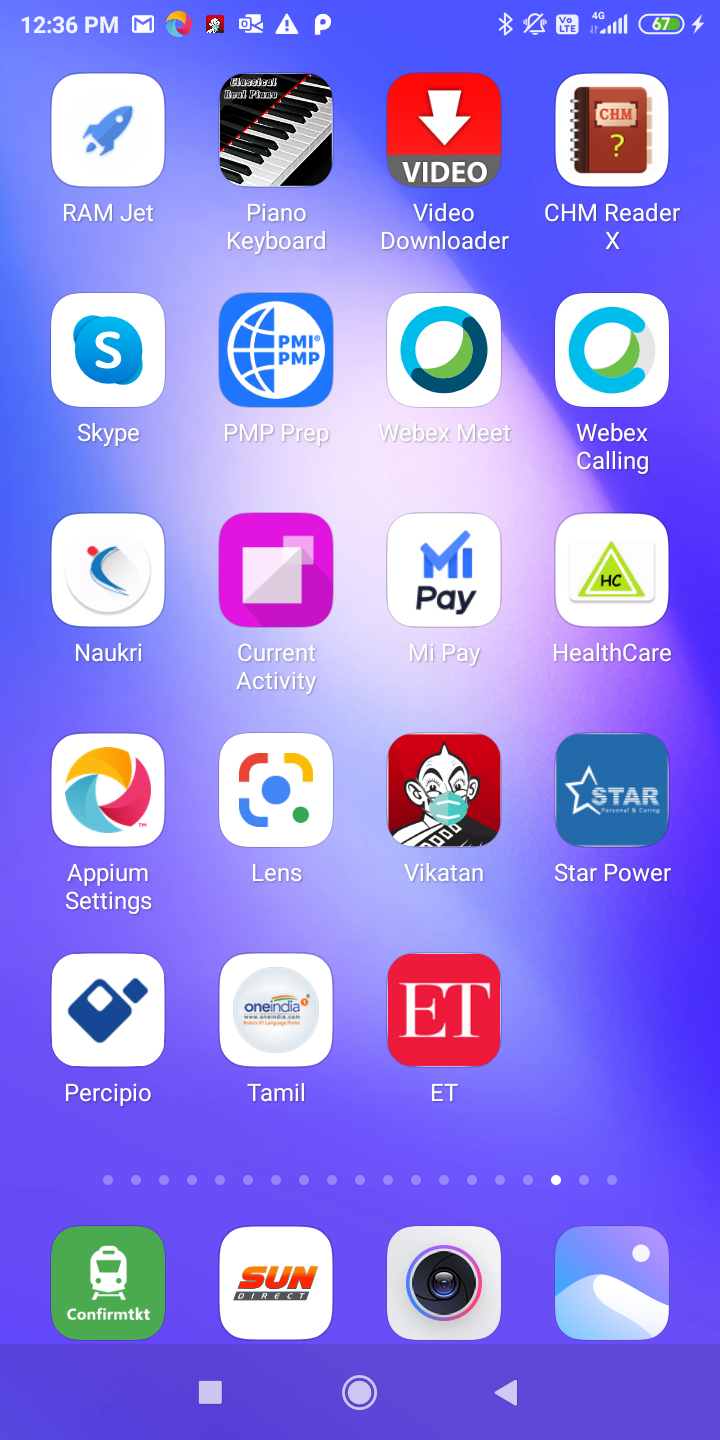 12:36 PM
Vo
LTE
4G
67
Classical
Real Piano
VIDEO
CHM
?
RAM Jet
Piano
Keyboard
Video
Downloader
CHM Reader
X
S
PMI®
PMP
Skype
PMP Prep
Webex Meet
Webex
Calling
Mi
Pay
HC
Naukri
Current
Activity
Mi Pay
HealthCare
STAR
Personal & Caring
TM
Appium
Settings
Lens
Vikatan
Star Power
oneindia
www.oneindia.com
India's #1 Language Portal
ET
Percipio
Tamil
ET
Confirmtkt
SUN
DIRECT